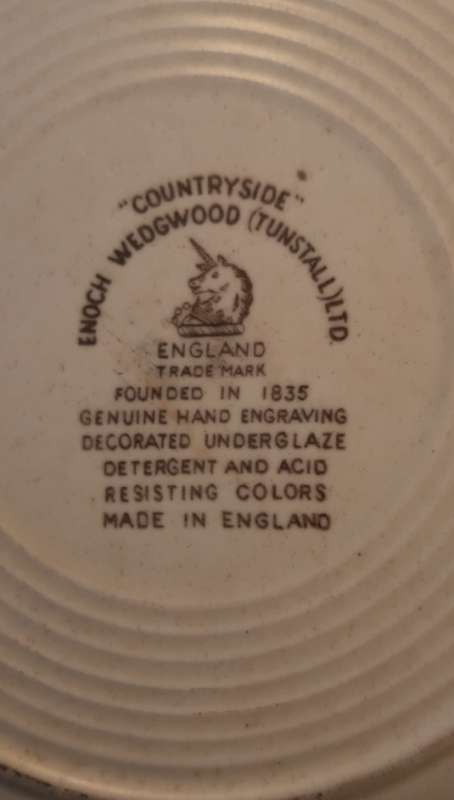 "COUNTRYSIDE"
ENOCH WEDGWOOD (TUNSTALL) LTD.
ENGLAND
TRADE MARK
FOUNDED IN 1835
GENUINE HAND ENGRAVING
DECORATED UNDERGLAZE
DETERGENT AND ACID
RESISTING COLORS
MADE IN ENGLAND